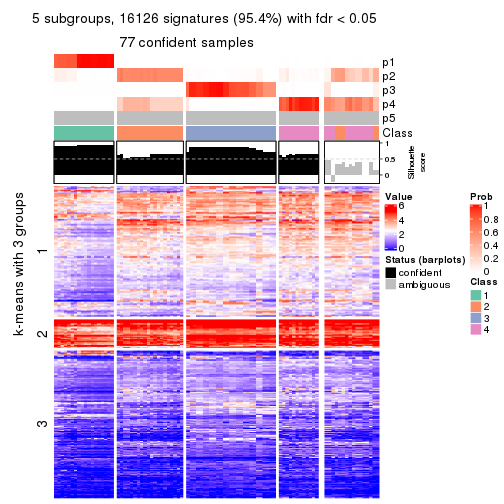 5 subgroups, 16126 signatures (95.4%) with fdr < 0.05
77 confident samples
p1
p2
p3
p4
p5
Class
1
0.5
0
Silhouette
score
k-means with 3 groups
1
2
3
Value
6
4
2
0
Status (barplots)
confident
ambiguous
Prob
1
0.8
0.6
0.4
0.2
0
Class
1
2
3
4